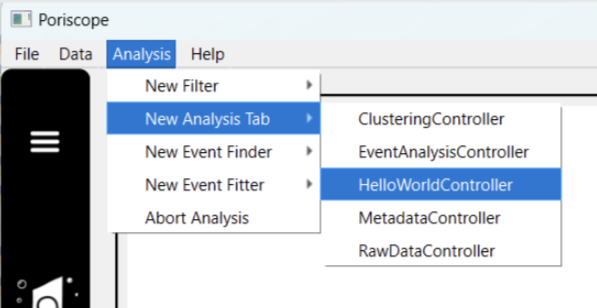 Poriscope
File Data Analysis Help
New Filter
New Analysis Tab
New Event Finder
New Event Fitter
Abort Analysis
ClusteringController
EventAnalysisController
HelloWorldController
MetadataController
RawDataController